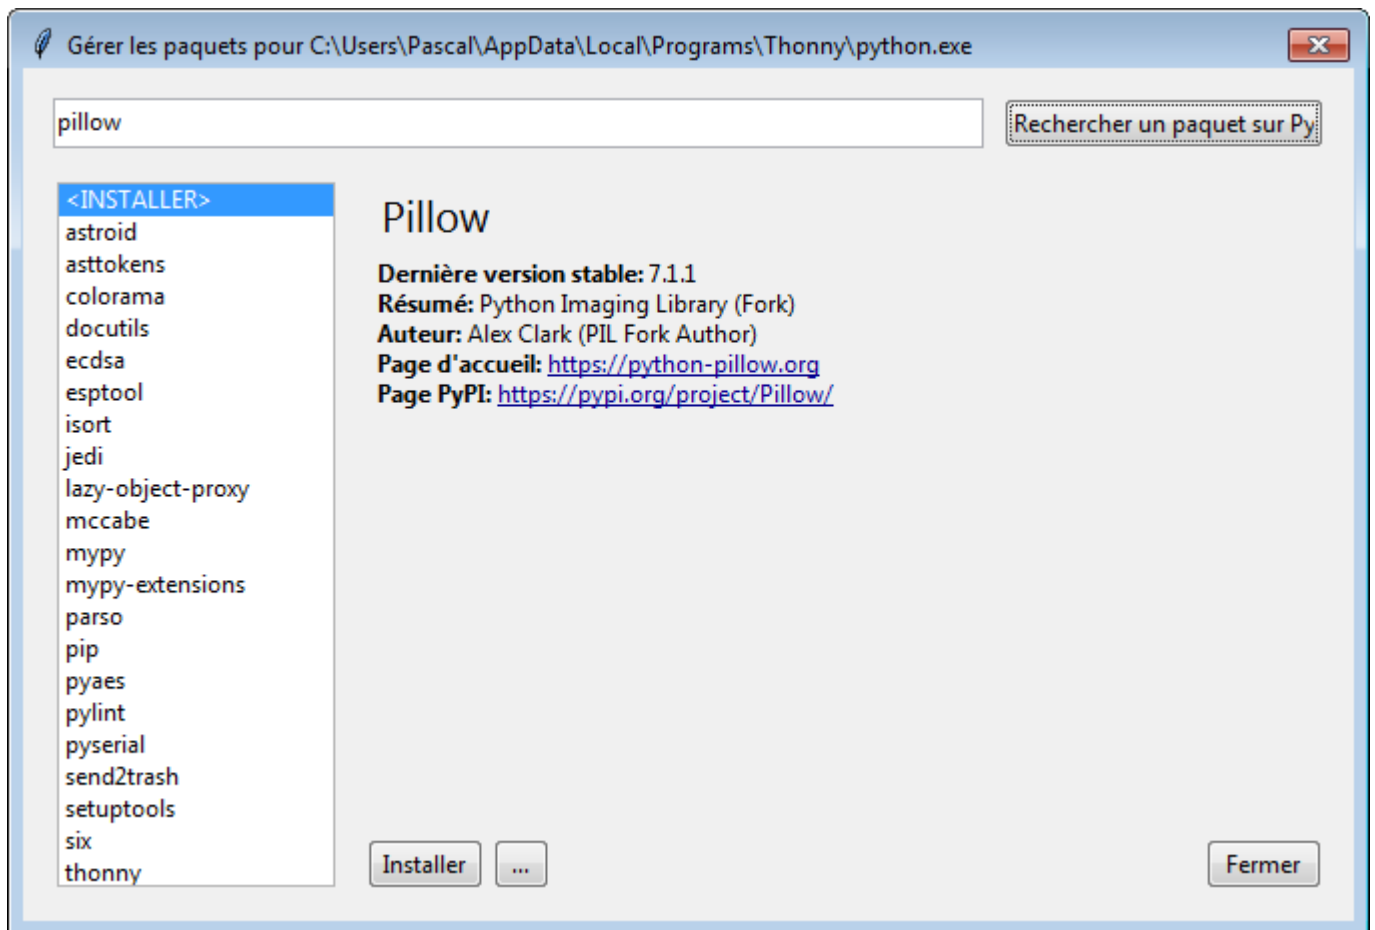 Gérer les paquets pour C:\Users\Pascal\AppData\Local\Programs\Thonny\python.exe
pillow
Rechercher un paquet sur Py
<INSTALLER>
astroid
asttokens
colorama
docutils
ecdsa
esptool
isort
jedi
lazy-object-proxy
mccabe
mypy
mypy-extensions
parso
pip
pyaes
pylint
pyserial
send2trash
setuptools
six
thonny
Pillow
Dernière version stable: 7.1.1
Résumé: Python Imaging Library (Fork)
Auteur: Alex Clark (PIL Fork Author)
Page d'accueil: https://python-pillow.org
Page PyPI: https://pypi.org/project/Pillow/
Installer
...
Fermer